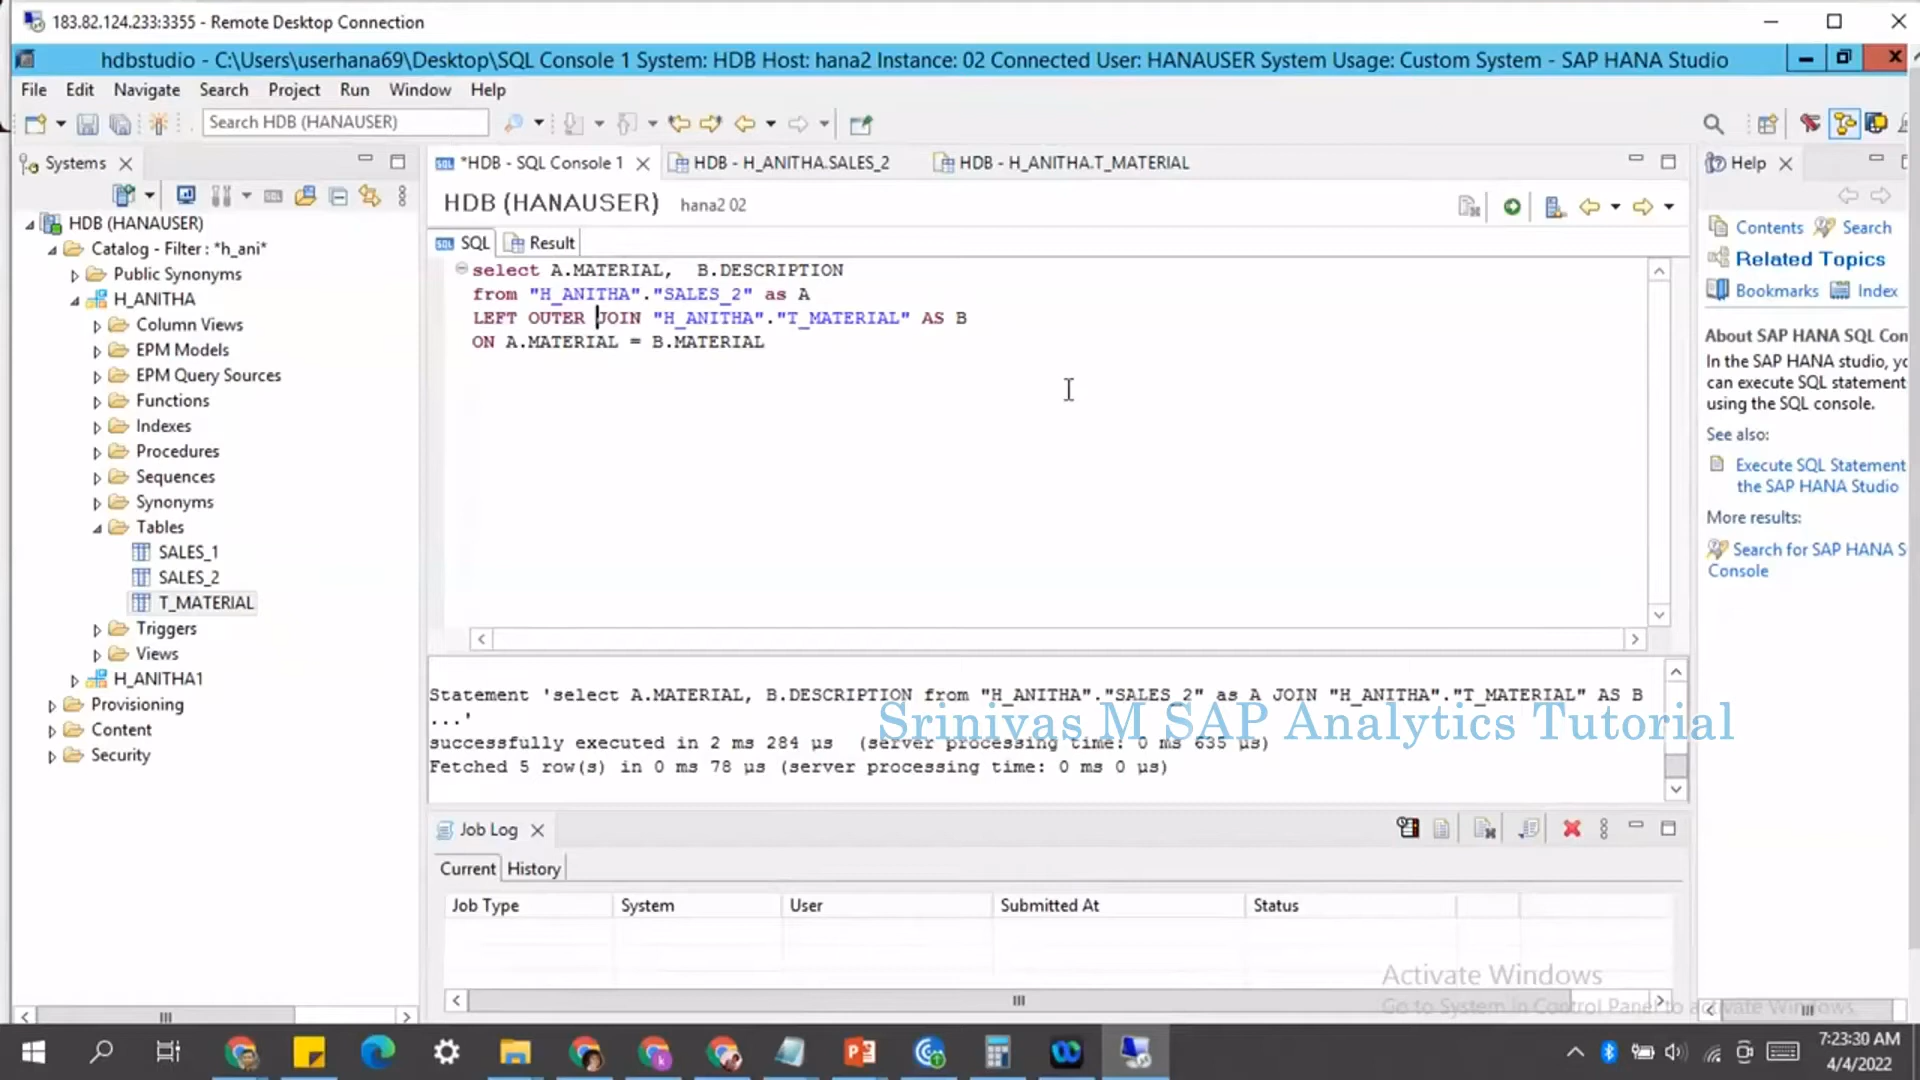 183.82.124.233:3355 - Remote Desktop Connection
hdbstudio - C:\Users\userhana69\Desktop\SQL Console 1 System: HDB Host: hana2 Instance: 02 Connected User: HANAUSER System Usage: Custom System - SAP HANA Studio
File Edit Navigate Search Project Run Window Help
Search HDB (HANAUSER)
Systems
*HDB - SQL Console 1
HDB - H_ANITHA.SALES_2
HDB - H_ANITHA.T_MATERIAL
Help
HDB (HANAUSER) hana2 02
SQL Result
HDB (HANAUSER)
Catalog - Filter : *h_ani*
Public Synonyms
H_ANITHA
Column Views
EPM Models
EPM Query Sources
Functions
Indexes
Procedures
Sequences
Synonyms
Tables
SALES_1
SALES_2
T_MATERIAL
Triggers
Views
H_ANITHA1
Provisioning
Content
Security
select A.MATERIAL,  B.DESCRIPTION
from "H_ANITHA"."SALES_2" as A
LEFT OUTER JOIN "H_ANITHA"."T_MATERIAL" AS B
ON A.MATERIAL = B.MATERIAL
Statement 'select A.MATERIAL, B.DESCRIPTION from "H_ANITHA"."SALES_2" as A JOIN "H_ANITHA"."T_MATERIAL" AS B
...'
successfully executed in 2 ms 284 µs  (server processing time: 0 ms 635 µs)
Fetched 5 row(s) in 0 ms 78 µs (server processing time: 0 ms 0 µs)
Srinivas M SAP Analytics Tutorial
Job Log
Current History
Job Type System User Submitted At Status
Contents Search
Related Topics
Bookmarks Index
About SAP HANA SQL Con
In the SAP HANA studio, yo
can execute SQL statement
using the SQL console.
See also:
Execute SQL Statement
the SAP HANA Studio
More results:
Search for SAP HANA S
Console
Activate Windows
Go to System in Control Panel to activate Windows.
7:23:30 AM
4/4/2022